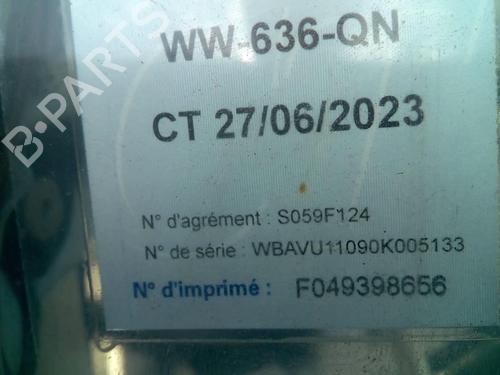 WW-636-QN
CT 27/06/2023
N° d'agrément : S059F124
N° de série : WBAVU11090K005133
N° d'imprimé : F049398656
B-PARTS